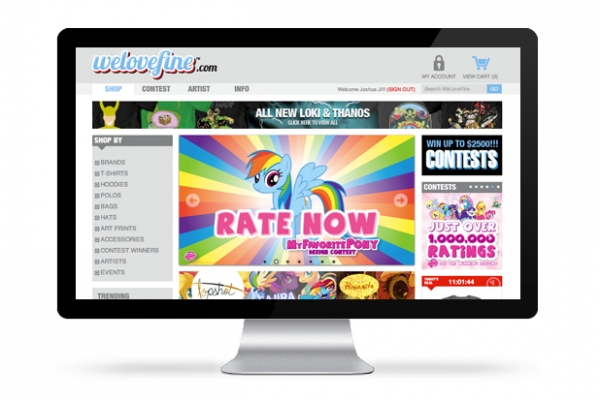 welovefine.com
MY ACCOUNT
VIEW CART (3)
SHOP
CONTEST
ARTIST
INFO
Welcome Joshua J!! (SIGN OUT)
Search WeLoveFine
GO
ALL NEW LOKI & THANOS
CLICK HERE TO VIEW ALL
SHOP BY
BRANDS
T-SHIRTS
HOODIES
POLOS
BAGS
HATS
ART PRINTS
ACCESSORIES
CONTEST WINNERS
ARTISTS
EVENTS
TRENDING
RATE NOW
MY FAVORITE PONY
DESIGN CONTEST
WIN UP TO $2500!!!
CONTESTS
CONTESTS
JUST OVER
1,000,000
RATINGS
TODAY'S
DEAL
11:01:44